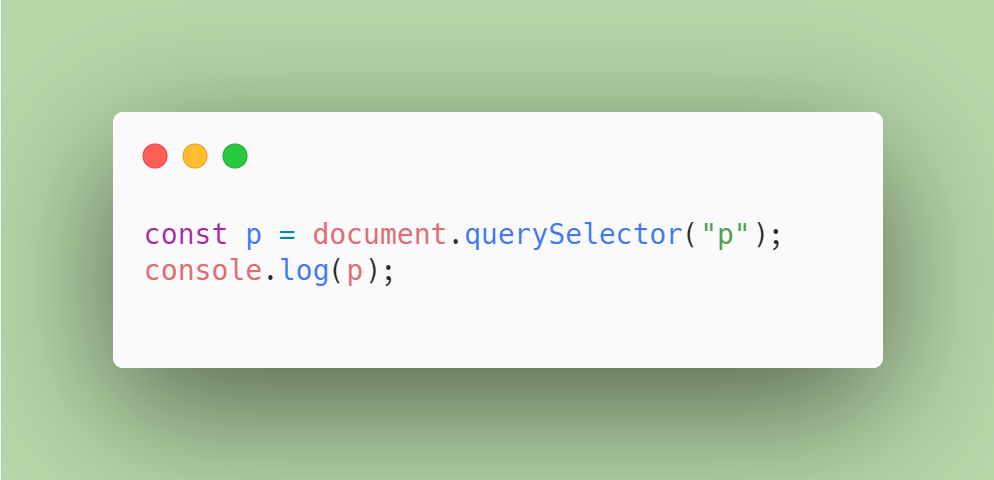 const p = document.querySelector("p");
console.log(p);